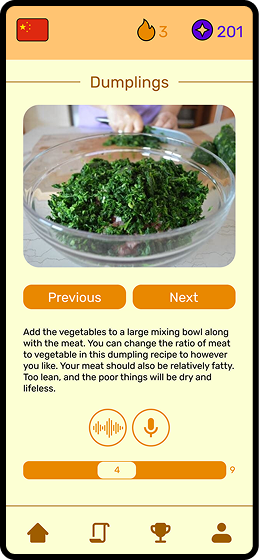 3
201
Dumplings
Previous
Next
Add the vegetables to a large mixing bowl along
with the meat. You can change the ratio of meat
to vegetable in this dumpling recipe to however
you like. Your meat should also be relatively fatty.
Too lean, and the poor things will be dry and
lifeless.
4
9